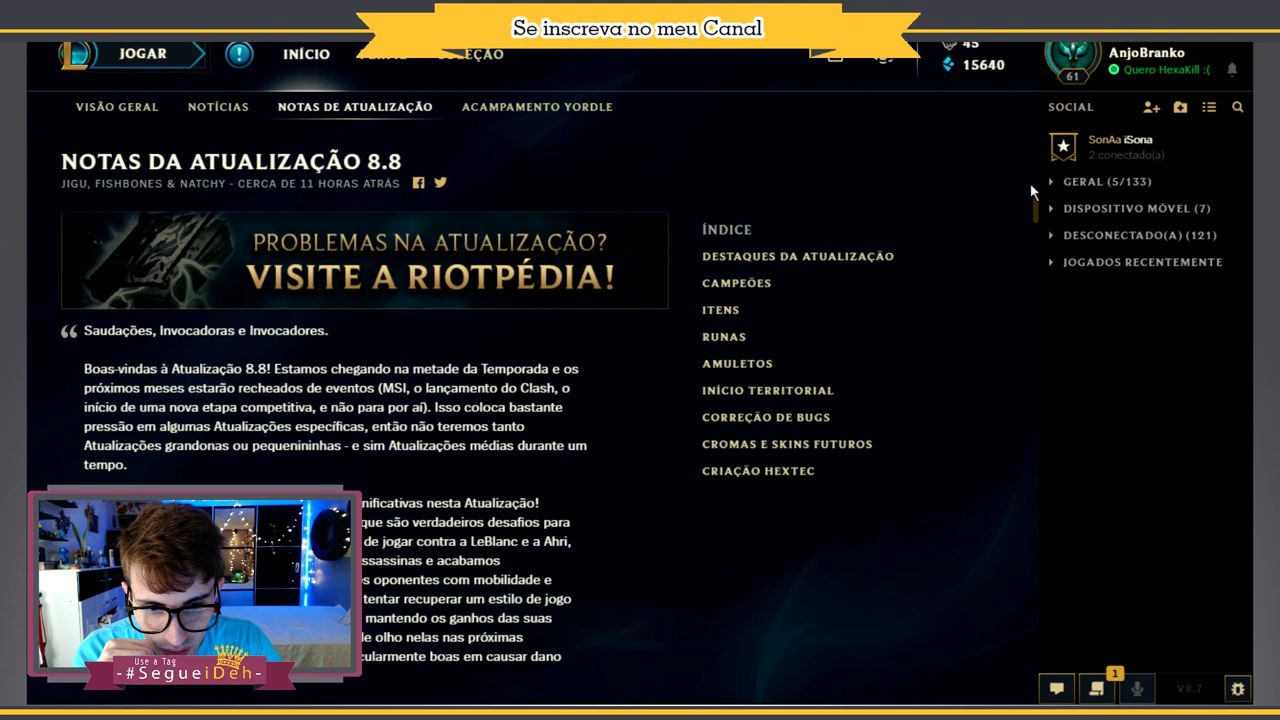 Se inscreva no meu Canal
JOGAR
INÍCIO
45
15640
AnjoBranko
Quero HexaKill :(
61
VISÃO GERAL
NOTÍCIAS
NOTAS DE ATUALIZAÇÃO
ACAMPAMENTO YORDLE
SOCIAL
SonAa iSona
2 conectado(a)
GERAL (5/133)
DISPOSITIVO MÓVEL (7)
DESCONECTADO(A) (121)
JOGADOS RECENTEMENTE
NOTAS DA ATUALIZAÇÃO 8.8
JIGU, FISHBONES & NATCHY - CERCA DE 11 HORAS ATRÁS
PROBLEMAS NA ATUALIZAÇÃO?
VISITE A RIOTPÉDIA!
ÍNDICE
DESTAQUES DA ATUALIZAÇÃO
CAMPEÕES
ITENS
RUNAS
AMULETOS
INÍCIO TERRITORIAL
CORREÇÃO DE BUGS
CROMAS E SKINS FUTUROS
CRIAÇÃO HEXTEC
Saudações, Invocadoras e Invocadores.
Boas-vindas à Atualização 8.8! Estamos chegando na metade da Temporada e os
próximos meses estarão recheados de eventos (MSI, o lançamento do Clash, o
início de uma nova etapa competitiva, e não para por aí). Isso coloca bastante
pressão em algumas Atualizações específicas, então não teremos tanto
Atualizações grandonas ou pequenininhas - e sim Atualizações médias durante um
tempo.
nificativas nesta Atualização!
que são verdadeiros desafios para
de jogar contra a LeBlanc e a Ahri,
ssassinas e acabamos
s oponentes com mobilidade e
tentar recuperar um estilo de jogo
mantendo os ganhos das suas
de olho nelas nas próximas
cularmente boas em causar dano
Use a Tag
-#SegueiDeh-
1
V8.7